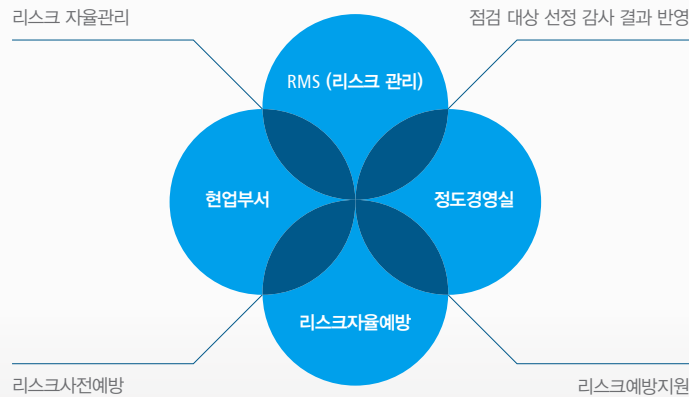 리스크 자율관리
점검 대상 선정 감사 결과 반영
RMS (리스크 관리)
현업부서
정도경영실
리스크자율예방
리스크사전예방
리스크예방지원